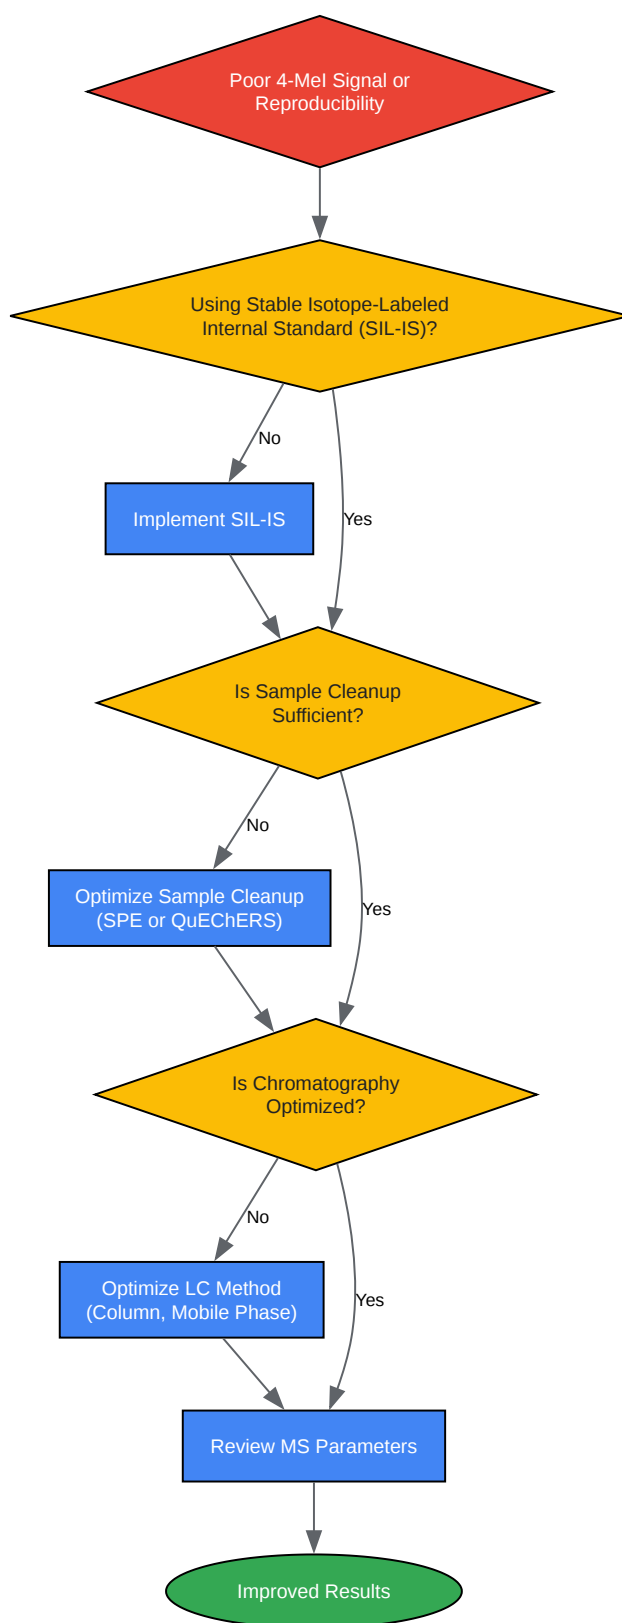 Poor 4-MeI Signal or
Reproducibility
Using Stable Isotope-Labeled
Internal Standard (SIL-IS)?
No
Implement SIL-IS
Yes
Is Sample Cleanup
Sufficient?
No
Optimize Sample Cleanup
(SPE or QuEChERS)
Yes
Is Chromatography
Optimized?
No
Optimize LC Method
(Column, Mobile Phase)
Yes
Review MS Parameters
Improved Results